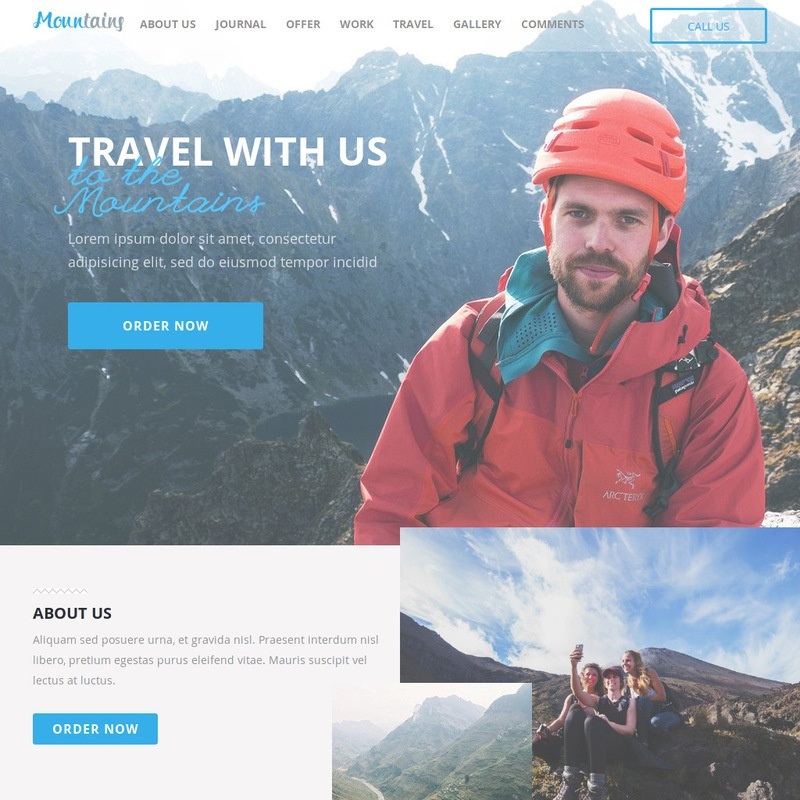 Mountains
ABOUT US JOURNAL OFFER WORK TRAVEL GALLERY COMMENTS
CALL US
TRAVEL WITH US
to the
Mountains
Lorem ipsum dolor sit amet, consectetur
adipisicing elit, sed do eiusmod tempor incidid
ORDER NOW
patagonia
ARC'TERYX
ABOUT US
Aliquam sed posuere urna, et gravida nisl. Praesent interdum nisl
libero, pretium egestas purus eleifend vitae. Mauris suscipit vel
lectus at luctus.
ORDER NOW